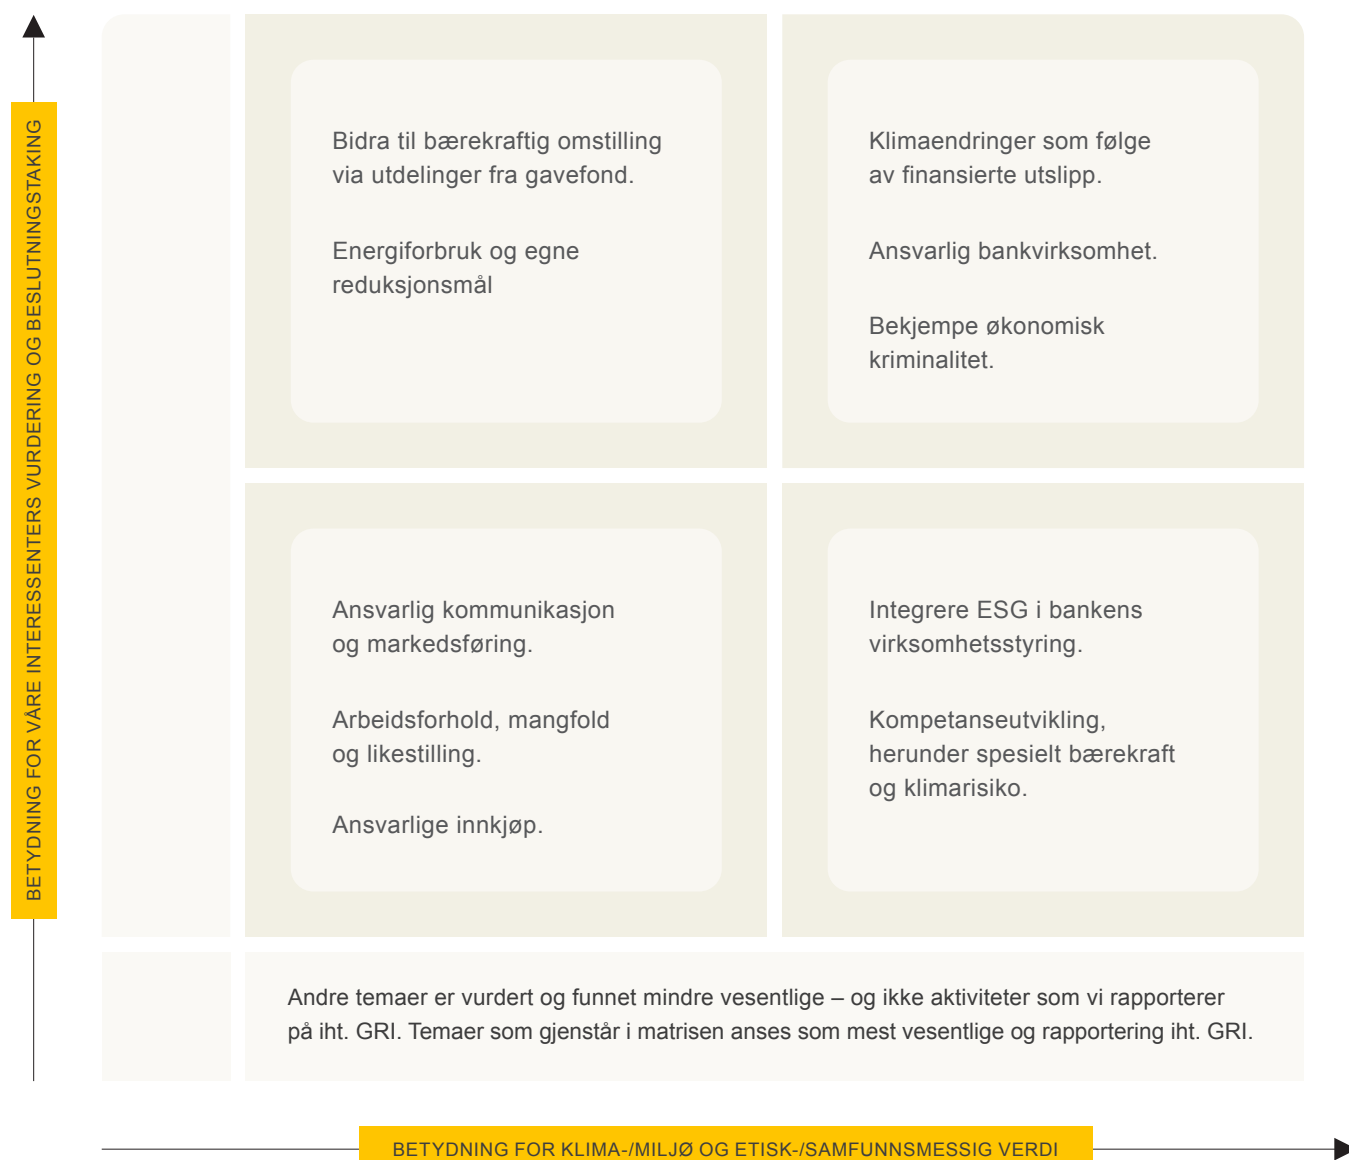 BETYDNING FOR VÅRE INTERESSENTERS VURDERING OG BESLUTNINGSTAKING
Bidra til bærekraftig omstilling
via utdelinger fra gavefond.
Energiforbruk og egne
reduksjonsmål
Klimaendringer som følge
av finansierte utslipp.
Ansvarlig bankvirksomhet.
Bekjempe økonomisk
kriminalitet.
Ansvarlig kommunikasjon
og markedsføring.
Arbeidsforhold, mangfold
og likestilling.
Ansvarlige innkjøp.
Integrere ESG i bankens
virksomhetsstyring.
Kompetanseutvikling,
herunder spesielt bærekraft
og klimarisiko.
Andre temaer er vurdert og funnet mindre vesentlige – og ikke aktiviteter som vi rapporterer
på iht. GRI. Temaer som gjenstår i matrisen anses som mest vesentlige og rapportering iht. GRI.
BETYDNING FOR KLIMA-/MILJØ OG ETISK-/SAMFUNNSMESSIG VERDI